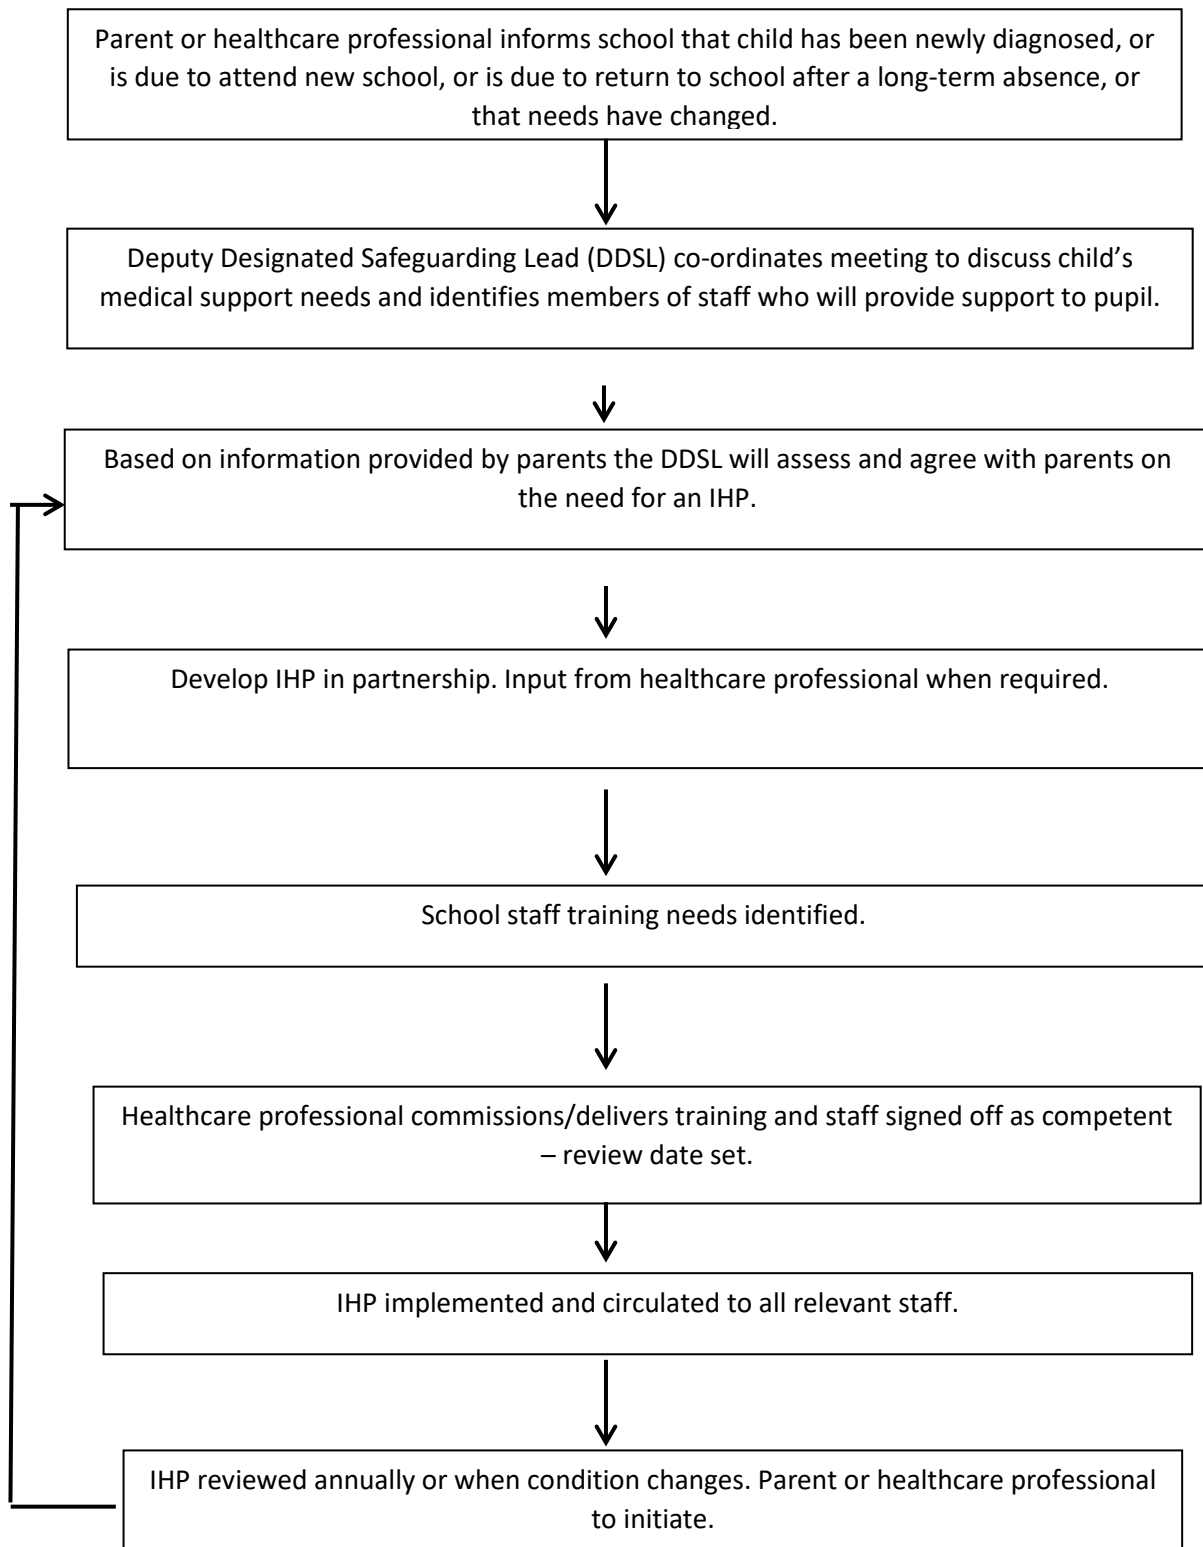 Parent or healthcare professional informs school that child has been newly diagnosed, or
is due to attend new school, or is due to return to school after a long-term absence, or
that needs have changed.
Deputy Designated Safeguarding Lead (DDSL) co-ordinates meeting to discuss child’s
medical support needs and identifies members of staff who will provide support to pupil.
Based on information provided by parents the DDSL will assess and agree with parents on
the need for an IHP.
Develop IHP in partnership. Input from healthcare professional when required.
School staff training needs identified.
Healthcare professional commissions/delivers training and staff signed off as competent
– review date set.
IHP implemented and circulated to all relevant staff.
IHP reviewed annually or when condition changes. Parent or healthcare professional
to initiate.